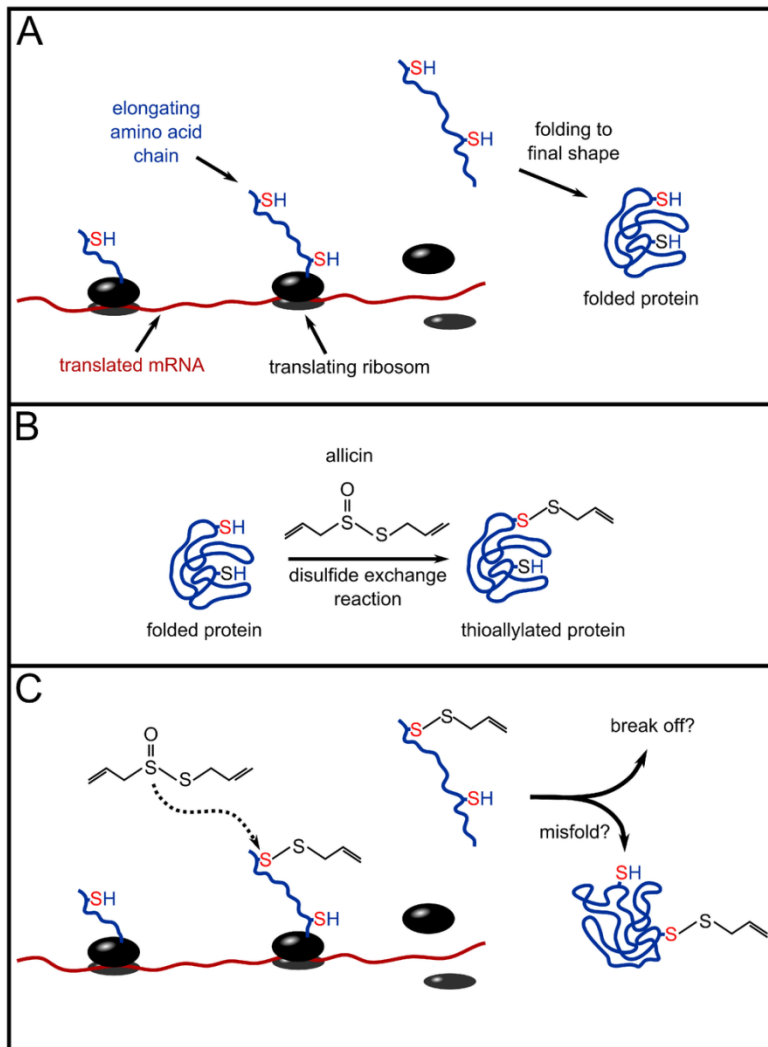 A
SH
elongating
amino acid
chain
SH
folding to
final shape
SH
SH
SH
SH
SH
folded protein
translated mRNA
translating ribosom
B
allicin
O
S
S
SH
SH
disulfide exchange
reaction
folded protein
S
S
SH
thioallylated protein
C
O
S
S
S
S
SH
break off?
misfold?
SH
S
S
SH
SH
S
S